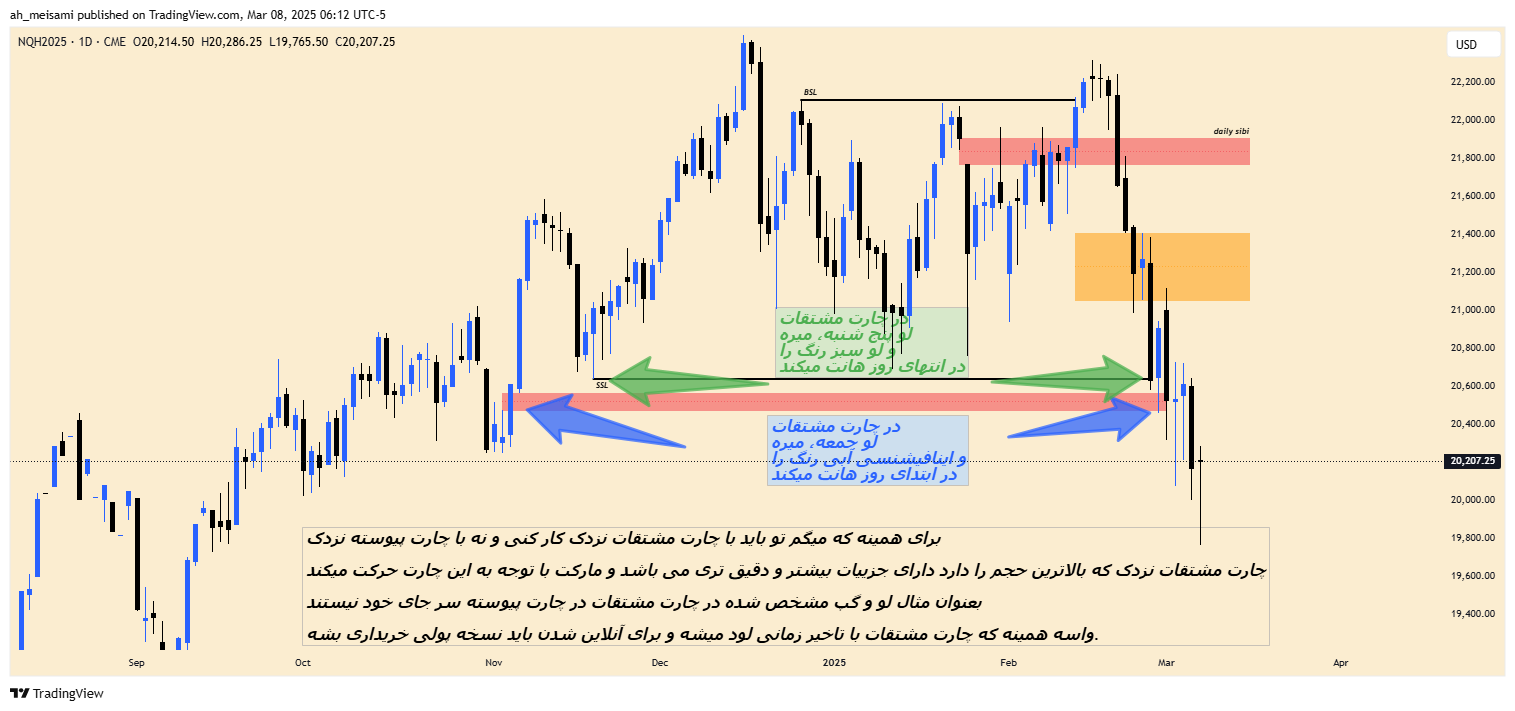 ah_meisami published on TradingView.com, Mar 08, 2025 06:12 UTC-5
NQH2025 · 1D · CME O20,214.50 H20,286.25 L19,765.50 C20,207.25
USD
BSL
daily sibi
22,200.00
22,000.00
21,800.00
21,600.00
21,400.00
21,200.00
21,000.00
20,800.00
20,600.00
20,400.00
20,207.25
20,000.00
19,800.00
19,600.00
19,400.00
در چارت مشتقات
لو پنج شنبه، میره
و لو سبز رنگ را
در انتهای روز هانت میکند
SSL
در چارت مشتقات
لو جمعه، میره
و اینافیشنسی آبی رنگ را
در ابتدای روز هانت میکند
برای همینه که میگم تو باید با چارت مشتقات نزدک کار کنی و نه با چارت پیوسته نزدک
چارت مشتقات نزدک که بالاترین حجم را دارد دارای جزییات بیشتر و دقیق تری می باشد و مارکت با توجه به این چارت حرکت میکند
بعنوان مثال لو و گپ مشخص شده در چارت مشتقات در چارت پیوسته سر جای خود نیستند
واسه همینه که چارت مشتقات با تاخیر زمانی لود میشه و برای آنلاین شدن باید نسخه پولی خریداری بشه.
Sep Oct Nov Dec 2025 Feb Mar Apr
TradingView